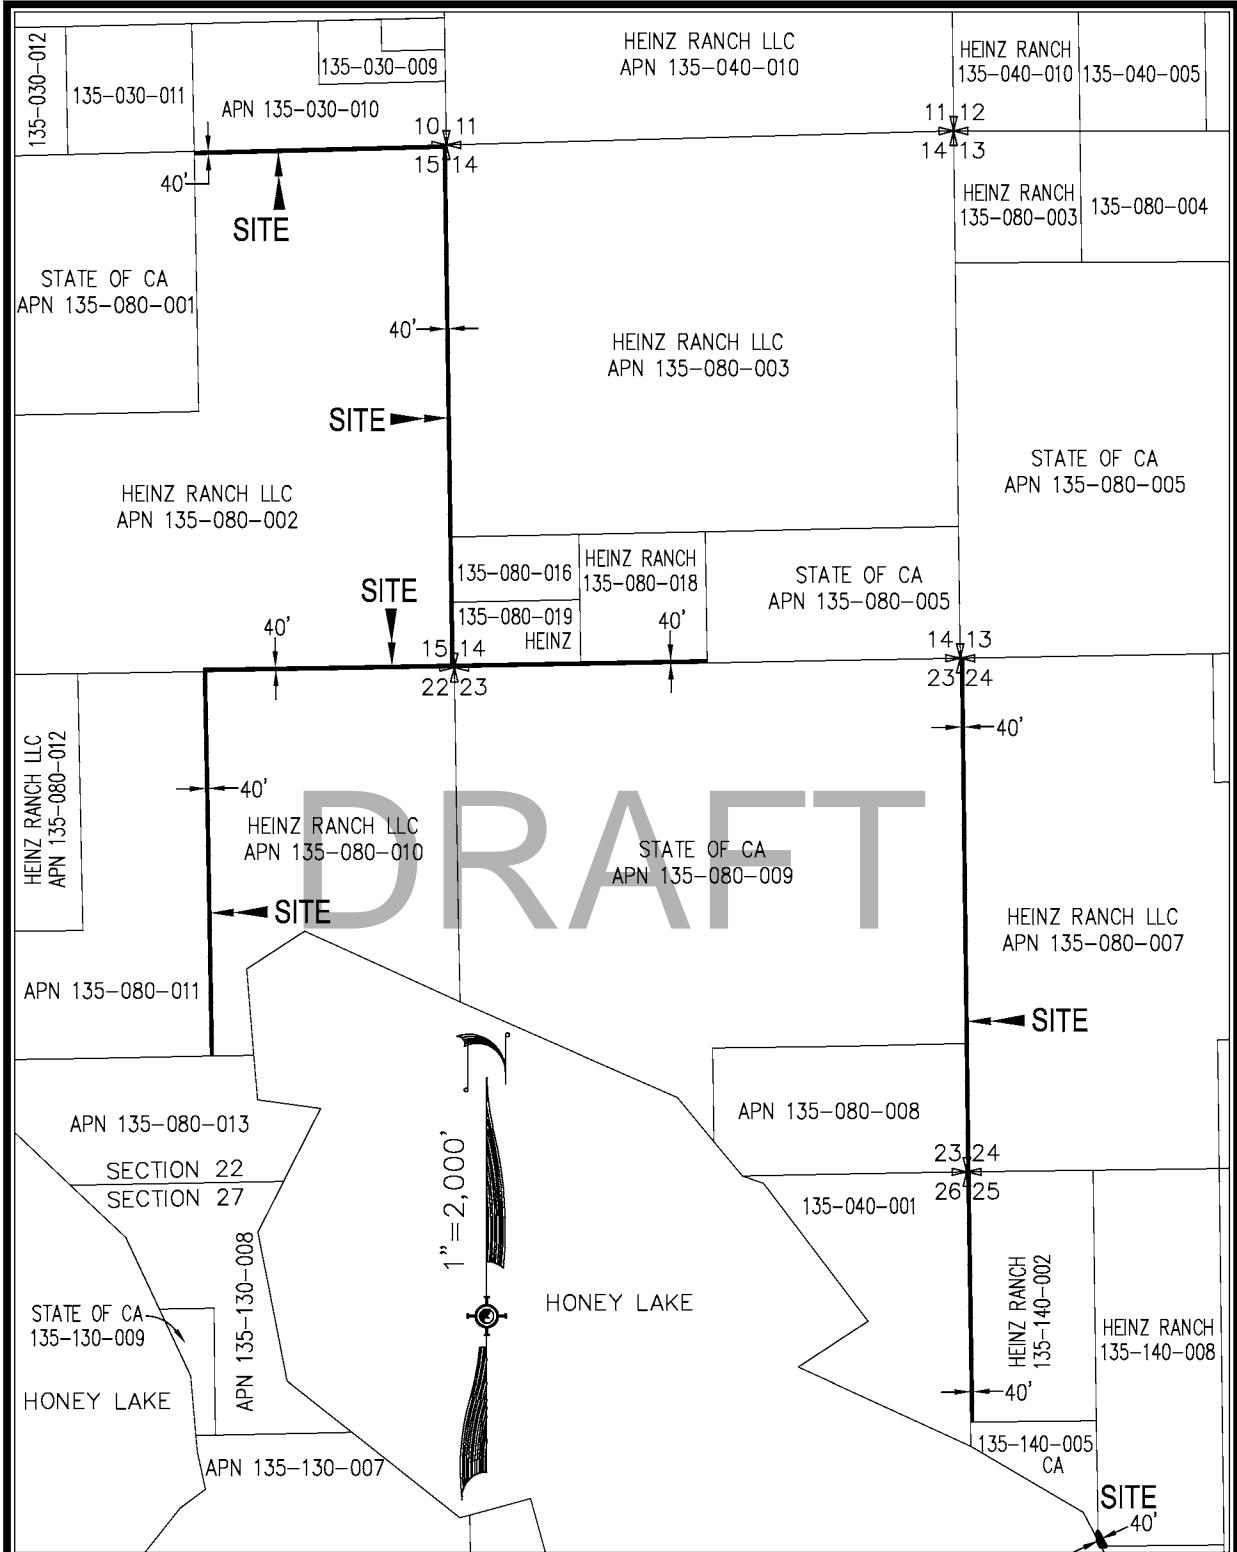 135-030-012
135-030-011
APN 135-030-010
135-030-009
HEINZ RANCH LLC
APN 135-040-010
HEINZ RANCH
135-040-010
135-040-005
10 11
15 14
11 12
14 13
40'
SITE
HEINZ RANCH
135-080-003
135-080-004
STATE OF CA
APN 135-080-001
40'
HEINZ RANCH LLC
APN 135-080-003
SITE
STATE OF CA
APN 135-080-005
HEINZ RANCH LLC
APN 135-080-002
135-080-016
HEINZ RANCH
135-080-018
STATE OF CA
APN 135-080-005
SITE
135-080-019
HEINZ
40'
40'
15 14
22 23
14 13
23 24
HEINZ RANCH LLC
APN 135-080-012
40'
40'
HEINZ RANCH LLC
APN 135-080-010
STATE OF CA
APN 135-080-009
DRAFT
SITE
HEINZ RANCH LLC
APN 135-080-007
APN 135-080-011
SITE
APN 135-080-013
APN 135-080-008
SECTION 22
SECTION 27
1"=2,000'
23 24
26 25
135-040-001
APN 135-130-008
HEINZ RANCH
135-140-002
STATE OF CA
135-130-009
HONEY LAKE
HEINZ RANCH
135-140-008
HONEY LAKE
40'
135-140-005
CA
APN 135-130-007
SITE
40'